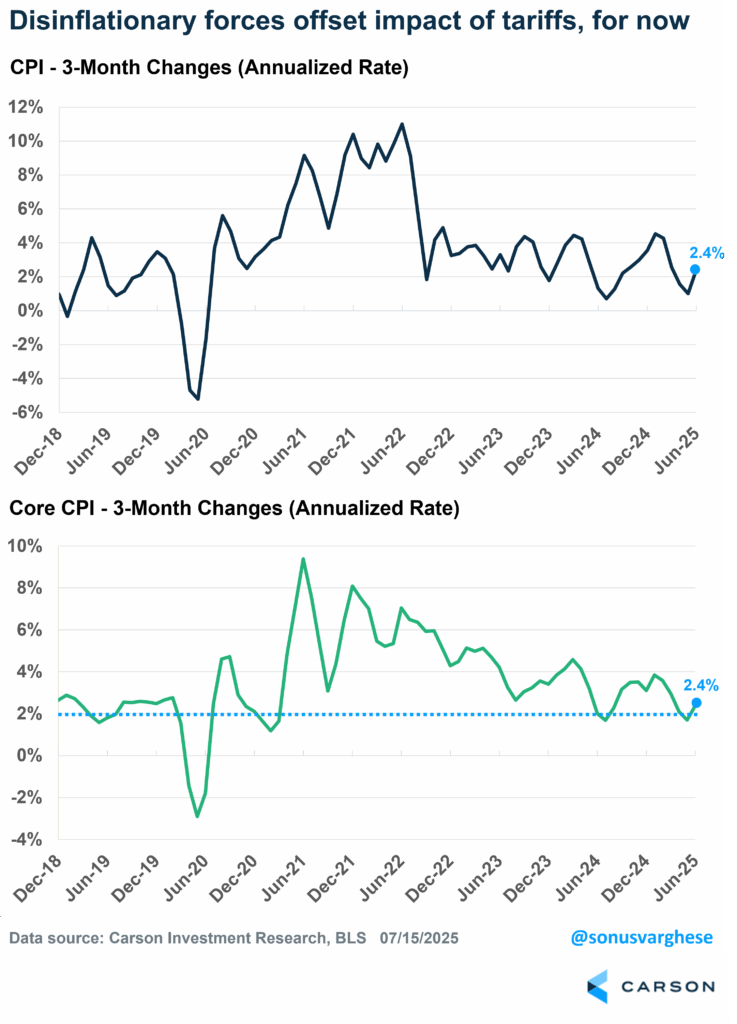 Disinflationary forces offset impact of tariffs, for now
CPI - 3-Month Changes (Annualized Rate)
12%
10%
8%
6%
4%
2%
0%
-2%
-4%
-6%
2.4%
Dec-18
Jun-19
Dec-19
Jun-20
Dec-20
Jun-21
Dec-21
Jun-22
Dec-22
Jun-23
Dec-23
Jun-24
Dec-24
Jun-25
Core CPI - 3-Month Changes (Annualized Rate)
10%
8%
6%
4%
2%
0%
-2%
-4%
2.4%
Dec-18
Jun-19
Dec-19
Jun-20
Dec-20
Jun-21
Dec-21
Jun-22
Dec-22
Jun-23
Dec-23
Jun-24
Dec-24
Jun-25
Data source: Carson Investment Research, BLS 07/15/2025
@sonusvarghese
CARSON